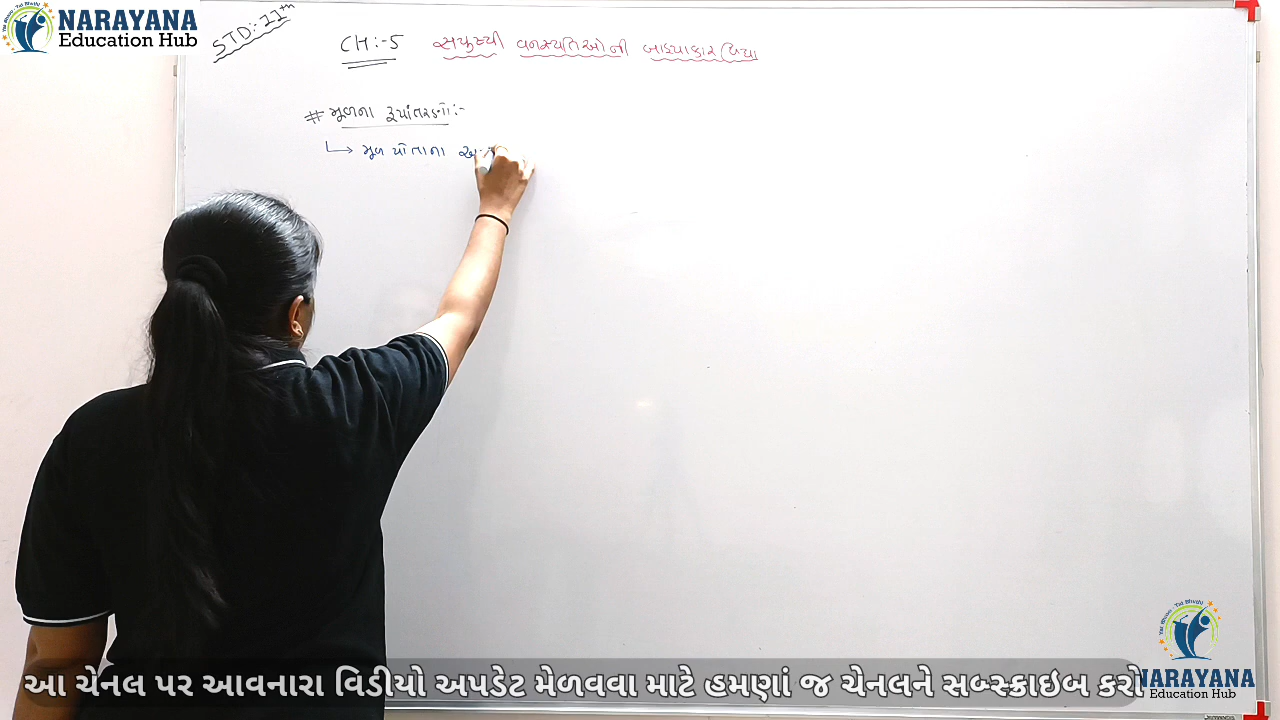 NARAYANA
Education Hub
STD:- 11th
CH:-5 સપુષ્પી વનસ્પતિઓની બાહ્યાકાર વિદ્યા
# મૂળના રૂપાંતરણો:-
↳ મૂળ પોતાના
આ ચેનલ પર આવનારા વિડીયો અપડેટ મેળવવા માટે હમણાં જ ચેનલને સબ્સ્ક્રાઇબ કરો
NARAYANA
Education Hub